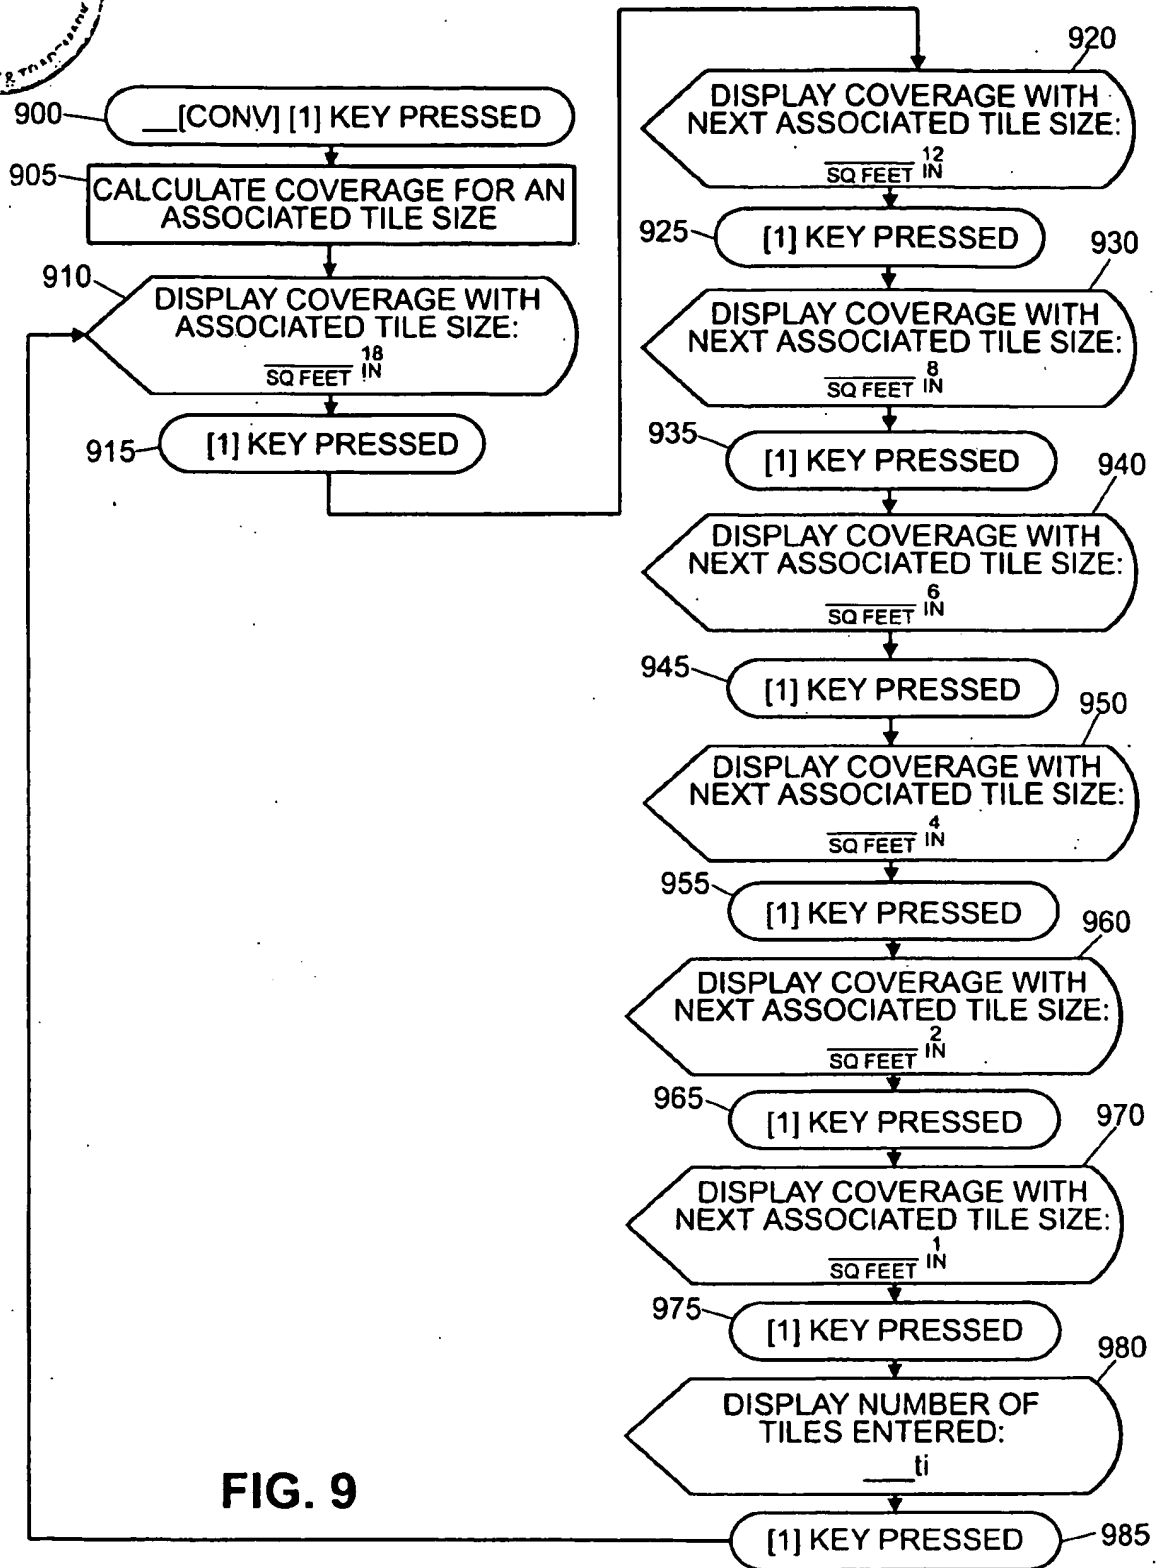 900
__[CONV] [1] KEY PRESSED
905
CALCULATE COVERAGE FOR AN
ASSOCIATED TILE SIZE
910
DISPLAY COVERAGE WITH
ASSOCIATED TILE SIZE:
18
SQ FEET IN
915
[1] KEY PRESSED
920
DISPLAY COVERAGE WITH
NEXT ASSOCIATED TILE SIZE:
12
SQ FEET IN
925
[1] KEY PRESSED
930
DISPLAY COVERAGE WITH
NEXT ASSOCIATED TILE SIZE:
8
SQ FEET IN
935
[1] KEY PRESSED
940
DISPLAY COVERAGE WITH
NEXT ASSOCIATED TILE SIZE:
6
SQ FEET IN
945
[1] KEY PRESSED
950
DISPLAY COVERAGE WITH
NEXT ASSOCIATED TILE SIZE:
4
SQ FEET IN
955
[1] KEY PRESSED
960
DISPLAY COVERAGE WITH
NEXT ASSOCIATED TILE SIZE:
2
SQ FEET IN
965
[1] KEY PRESSED
970
DISPLAY COVERAGE WITH
NEXT ASSOCIATED TILE SIZE:
1
SQ FEET IN
975
[1] KEY PRESSED
980
DISPLAY NUMBER OF
TILES ENTERED:
___ti
985
[1] KEY PRESSED
FIG. 9